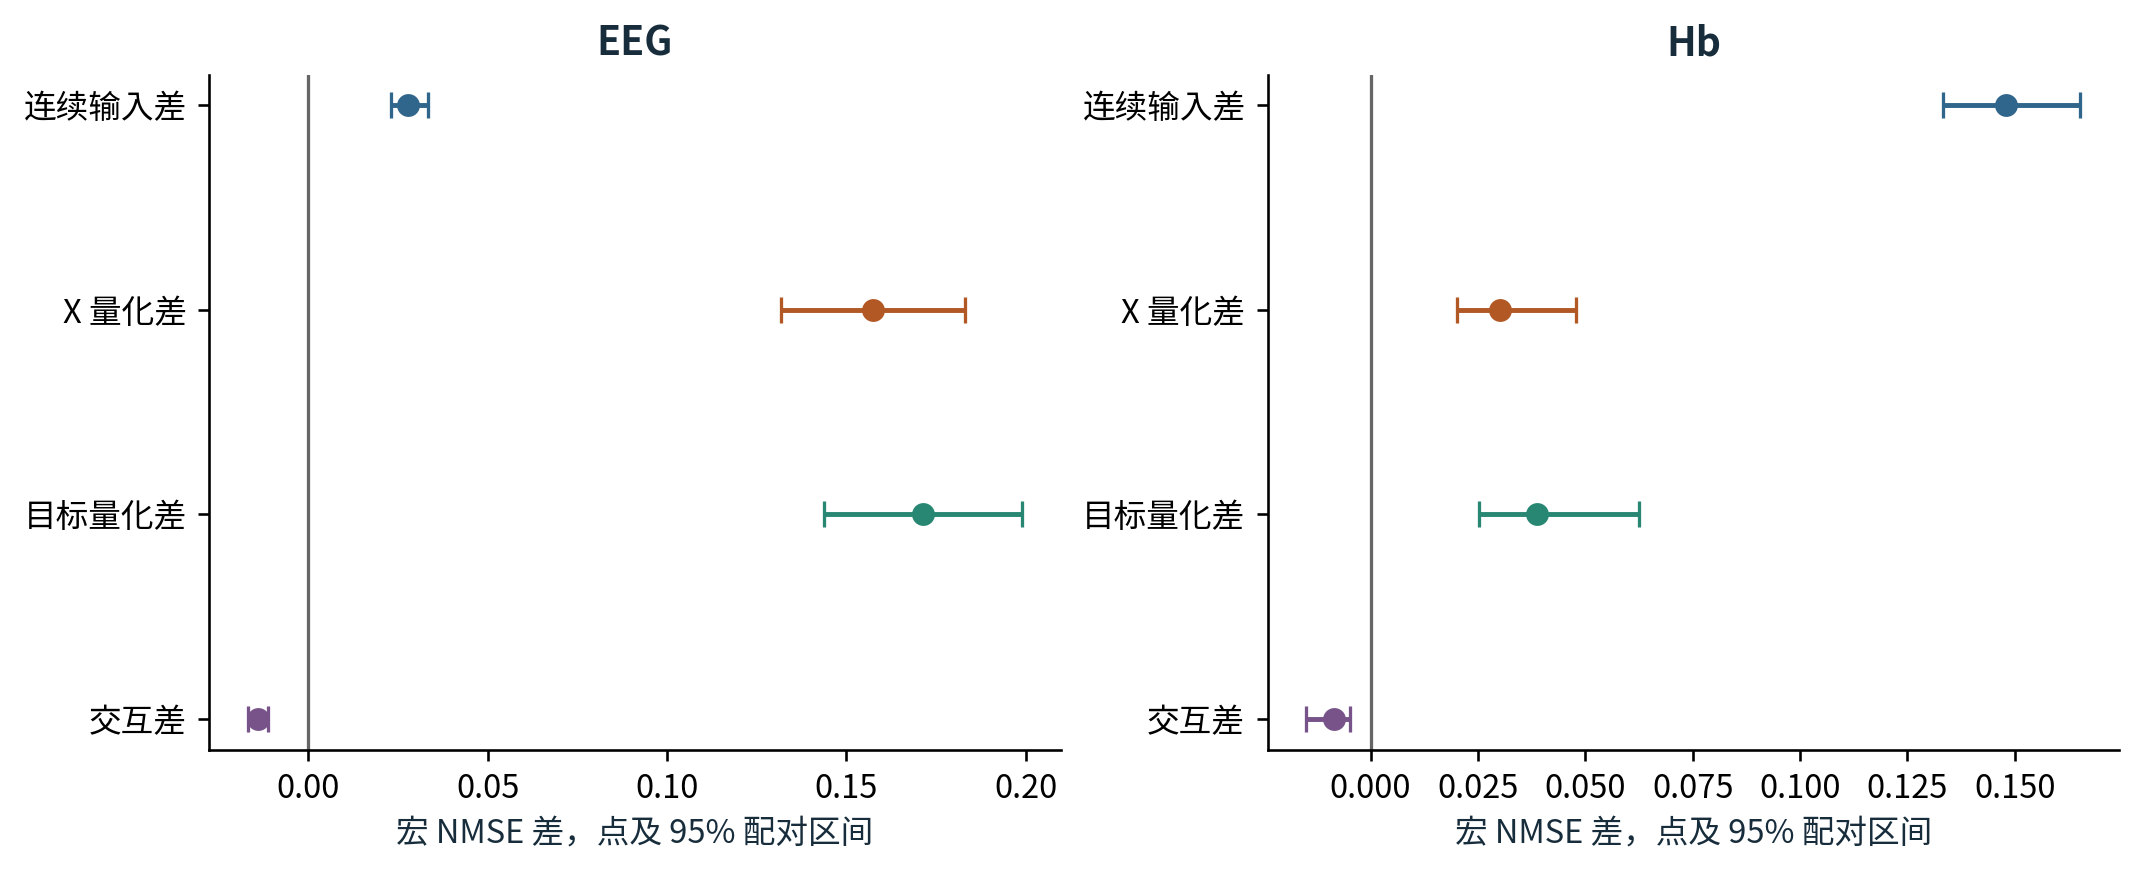 EEG
连续输入差
X 量化差
目标量化差
交互差
0.00 0.05 0.10 0.15 0.20
宏 NMSE 差，点及 95% 配对区间
Hb
连续输入差
X 量化差
目标量化差
交互差
0.000 0.025 0.050 0.075 0.100 0.125 0.150
宏 NMSE 差，点及 95% 配对区间